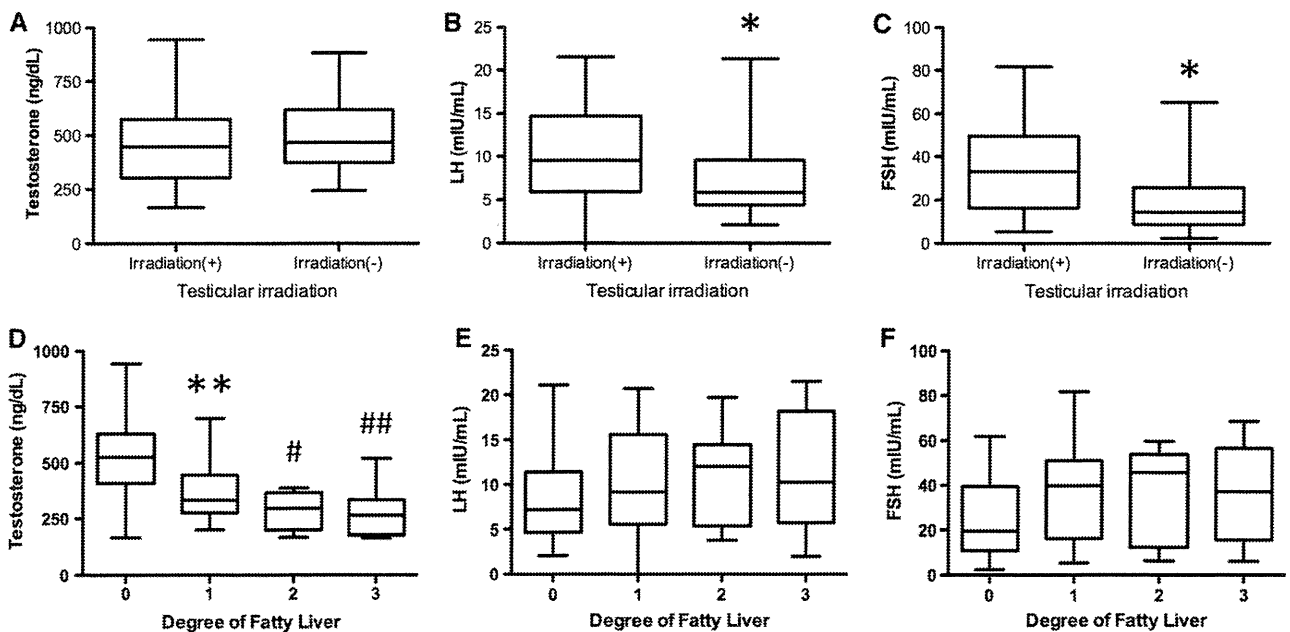 A
Testosterone (ng/dL)
1000
750
500
250
0
Irradiation(+) Irradiation(-)
Testicular irradiation
B
LH (mIU/mL)
25
20
15
10
5
0
*
Irradiation(+) Irradiation(-)
Testicular irradiation
C
FSH (mIU/mL)
100
80
60
40
20
0
*
Irradiation(+) Irradiation(-)
Testicular irradiation
D
Testosterone (ng/dL)
1000
750
500
250
0
** # ##
0 1 2 3
Degree of Fatty Liver
E
LH (mIU/mL)
25
20
15
10
5
0
0 1 2 3
Degree of Fatty Liver
F
FSH (mIU/mL)
100
80
60
40
20
0
0 1 2 3
Degree of Fatty Liver